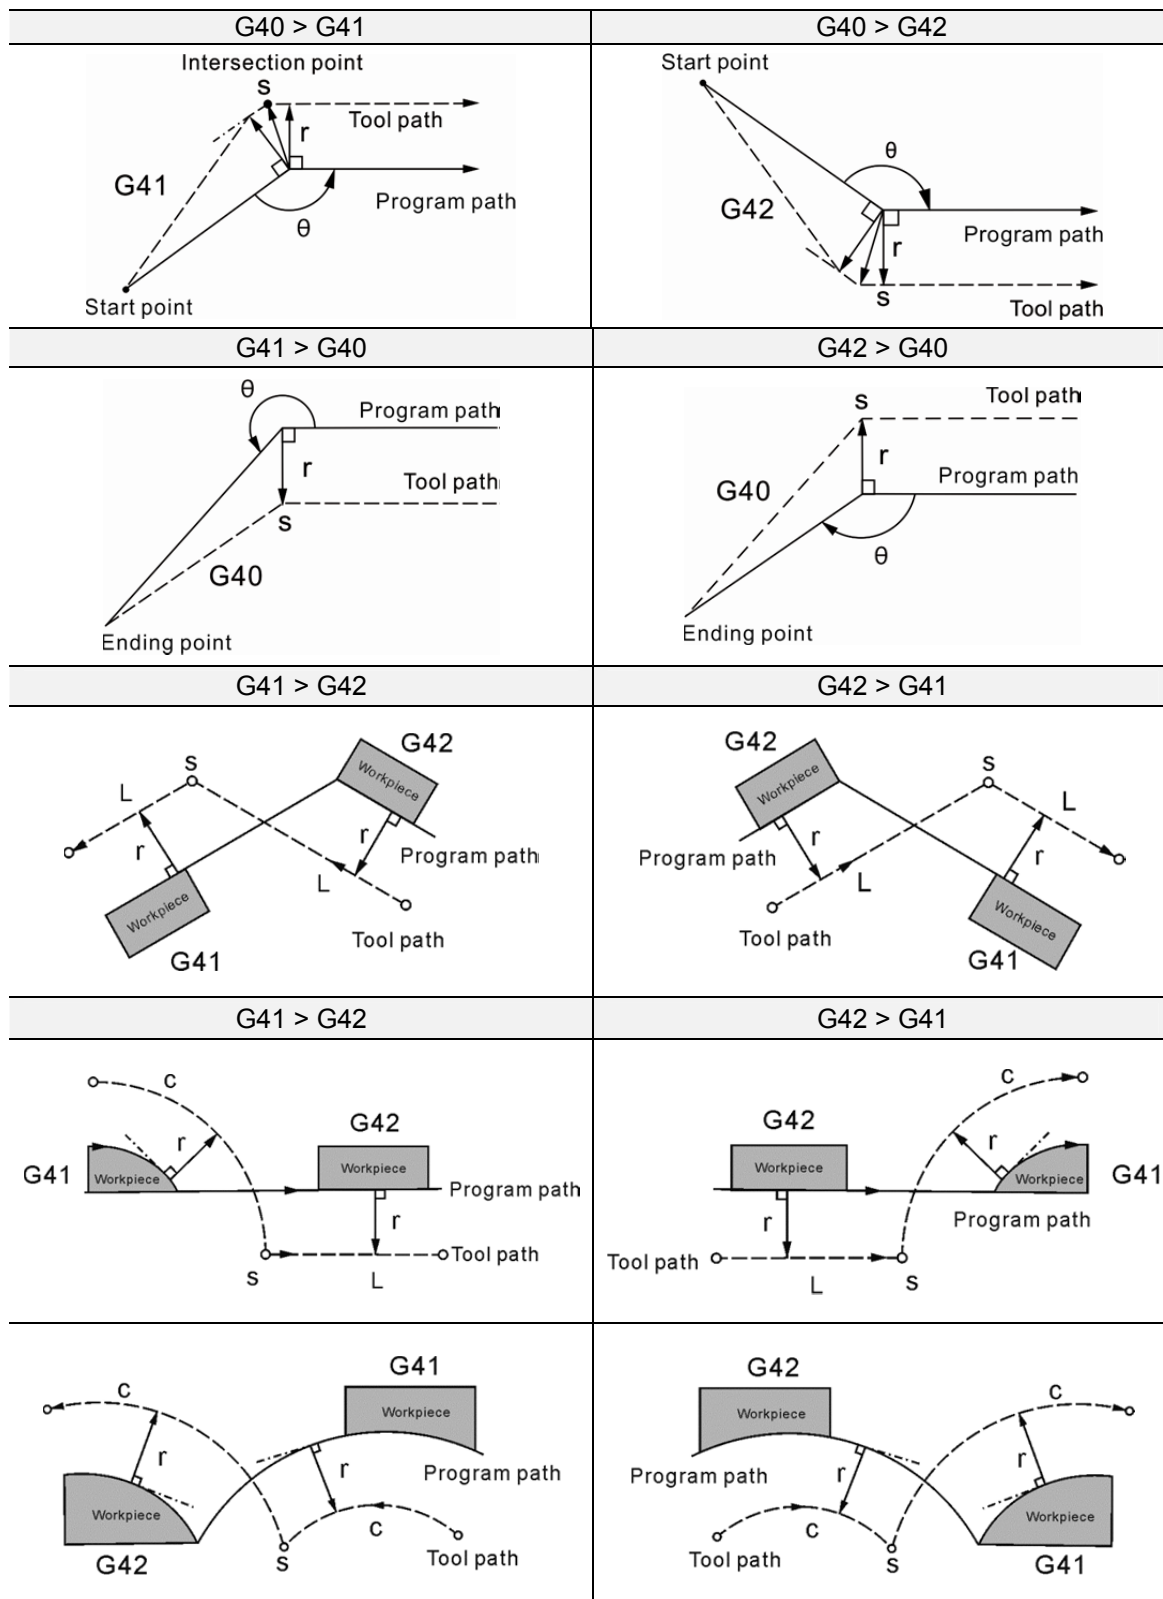 G40 > G41
G40 > G42
Intersection point
s
r
Tool path
G41
Program path
θ
Start point
Start point
θ
G42
r
Program path
s
Tool path
G41 > G40
G42 > G40
θ
Program path
r
Tool path
s
G40
Ending point
s
Tool path
r
G40
Program path
θ
Ending point
G41 > G42
G42 > G41
s
G42
L
Workpiece
r
r
Program path
L
Workpiece
Tool path
G41
G42
s
Workpiece
L
r
Program path
r
L
Workpiece
Tool path
G41
G41 > G42
G42 > G41
c
G42
r
G41
Workpiece
Workpiece
Program path
r
Tool path
s
L
c
G42
r
Workpiece
Workpiece
G41
r
Program path
Tool path
L
s
G41
c
Workpiece
r
r
Program path
Workpiece
c
G42
s
Tool path
G42
c
Workpiece
r
r
Program path
Workpiece
c
Tool path
s
G41